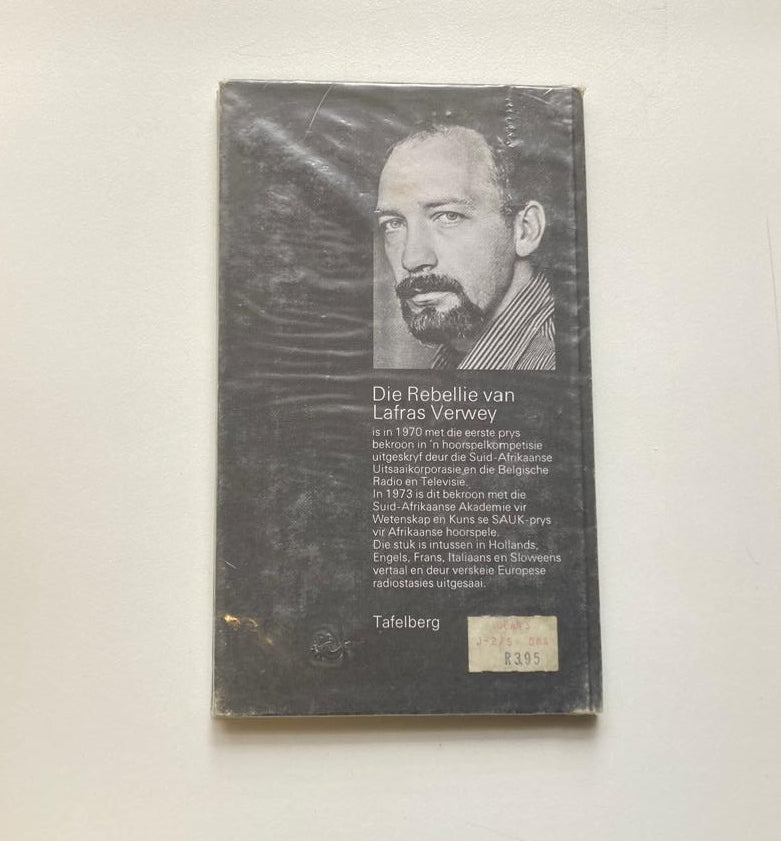 Die Rebellie van
Lafras Verwey
is in 1970 met die eerste prys
bekroon in 'n hoorspelkompetisie
uitgeskryf deur die Suid-Afrikaanse
Uitsaaikorporasie en die Belgische
Radio en Televisie.
In 1973 is dit bekroon met die
Suid-Afrikaanse Akademie vir
Wetenskap en Kuns se SAUK-prys
vir Afrikaanse hoorspele.
Die stuk is intussen in Hollands,
Engels, Frans, Italiaans en Sloweens
vertaal en deur verskeie Europese
radiostasies uitgesaai.
Tafelberg
R3.95